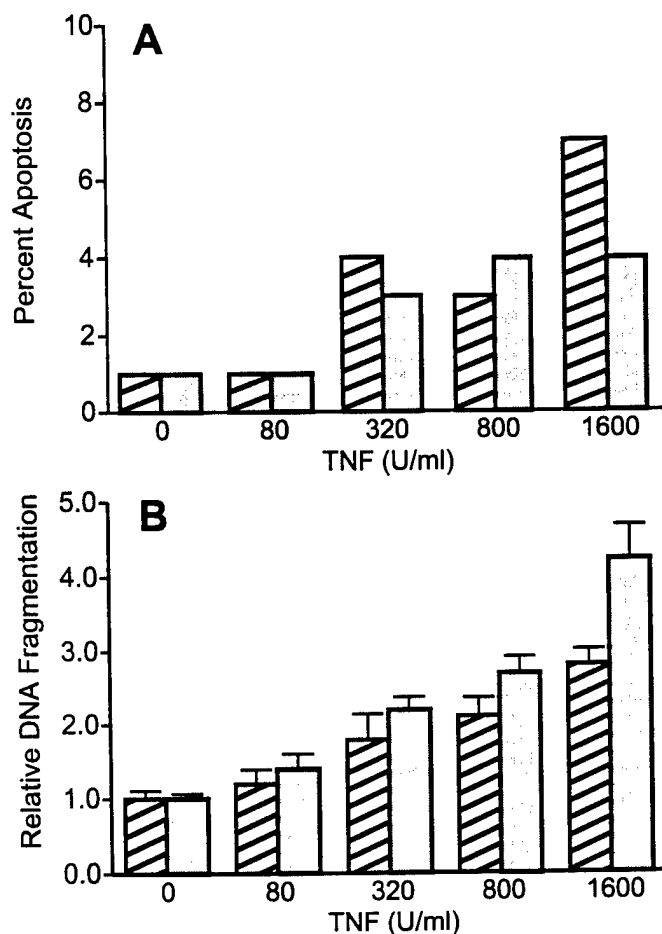 A
Percent Apoptosis
10
8
6
4
2
0
0 80 320 800 1600
TNF (U/ml)
B
Relative DNA Fragmentation
5.0
4.0
3.0
2.0
1.0
0.0
0 80 320 800 1600
TNF (U/ml)